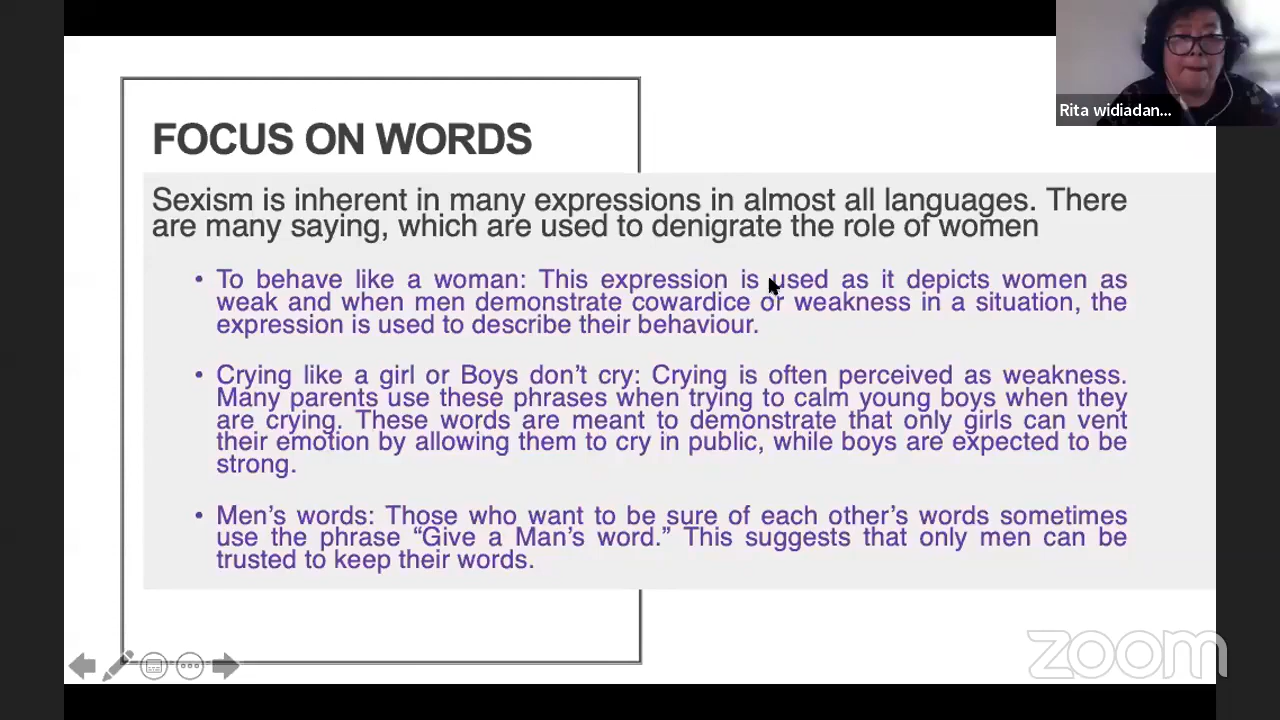 Rita widiadan...
FOCUS ON WORDS
Sexism is inherent in many expressions in almost all languages. There
are many saying, which are used to denigrate the role of women
• To behave like a woman: This expression is used as it depicts women as
weak and when men demonstrate cowardice or weakness in a situation, the
expression is used to describe their behaviour.
• Crying like a girl or Boys don't cry: Crying is often perceived as weakness.
Many parents use these phrases when trying to calm young boys when they
are crying. These words are meant to demonstrate that only girls can vent
their emotion by allowing them to cry in public, while boys are expected to be
strong.
• Men's words: Those who want to be sure of each other's words sometimes
use the phrase “Give a Man's word.” This suggests that only men can be
trusted to keep their words.
zoom